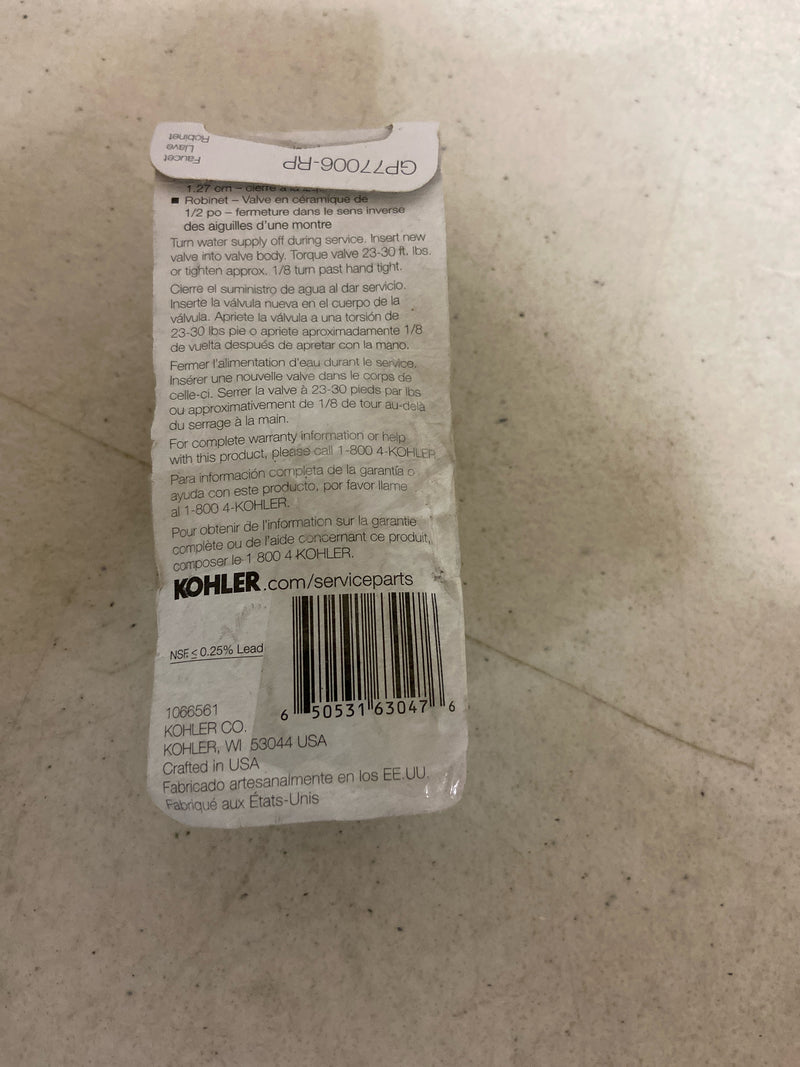 Faucet
Llave
Robinet
GP77006-RP
1.27 cm – cierre a la
■ Robinet – Valve en céramique de
1/2 po – fermeture dans le sens inverse
des aiguilles d'une montre
Turn water supply off during service. Insert new
valve into valve body. Torque valve 23-30 ft. lbs.
or tighten approx. 1/8 turn past hand tight.
Cierre el suministro de agua al dar servicio.
Inserte la válvula nueva en el cuerpo de la
válvula. Apriete la válvula a una torsión de
23-30 lbs pie o apriete aproximadamente 1/8
de vuelta después de apretar con la mano.
Fermer l'alimentation d'eau durant le service.
Insérer une nouvelle valve dans le corps de
celle-ci. Serrer la valve à 23-30 pieds par lbs
ou approximativement de 1/8 de tour au-delà
du serrage à la main.
For complete warranty information or help
with this product, please call 1-800 4-KOHLER.
Para información completa de la garantía o
ayuda con este producto, por favor llame
al 1-800 4-KOHLER.
Pour obtenir de l'information sur la garantie
complète ou de l'aide concernant ce produit,
composer le 1 800 4 KOHLER.
KOHLER.com/serviceparts
NSF ≤ 0.25% Lead
6 50531 63047 6
1066561
KOHLER CO.
KOHLER, WI 53044 USA
Crafted in USA
Fabricado artesanalmente en los EE.UU.
Fabriqué aux États-Unis